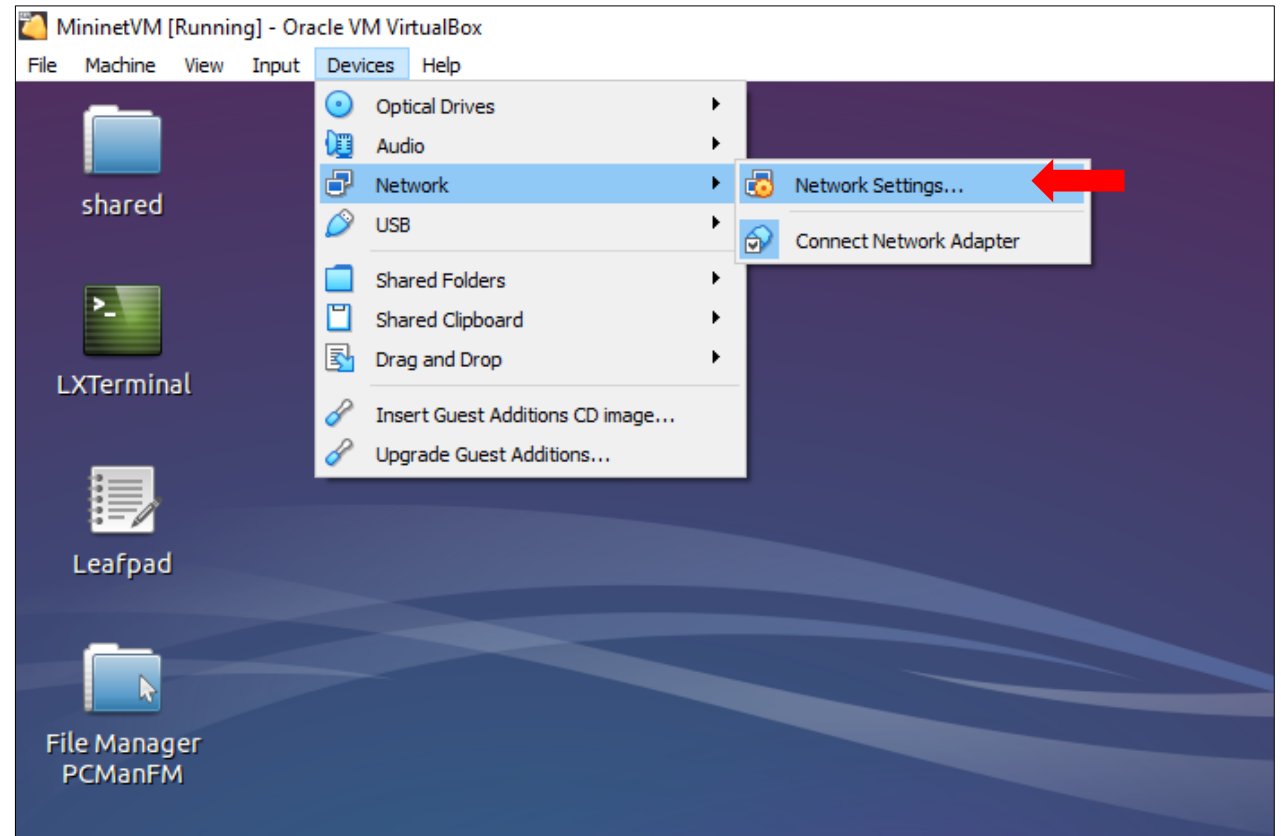 MininetVM [Running] - Oracle VM VirtualBox
File Machine View Input Devices Help
Optical Drives
Audio
Network
USB
Shared Folders
Shared Clipboard
Drag and Drop
Insert Guest Additions CD image...
Upgrade Guest Additions...
Network Settings...
Connect Network Adapter
shared
>_
LXTerminal
Leafpad
File Manager
PCManFM